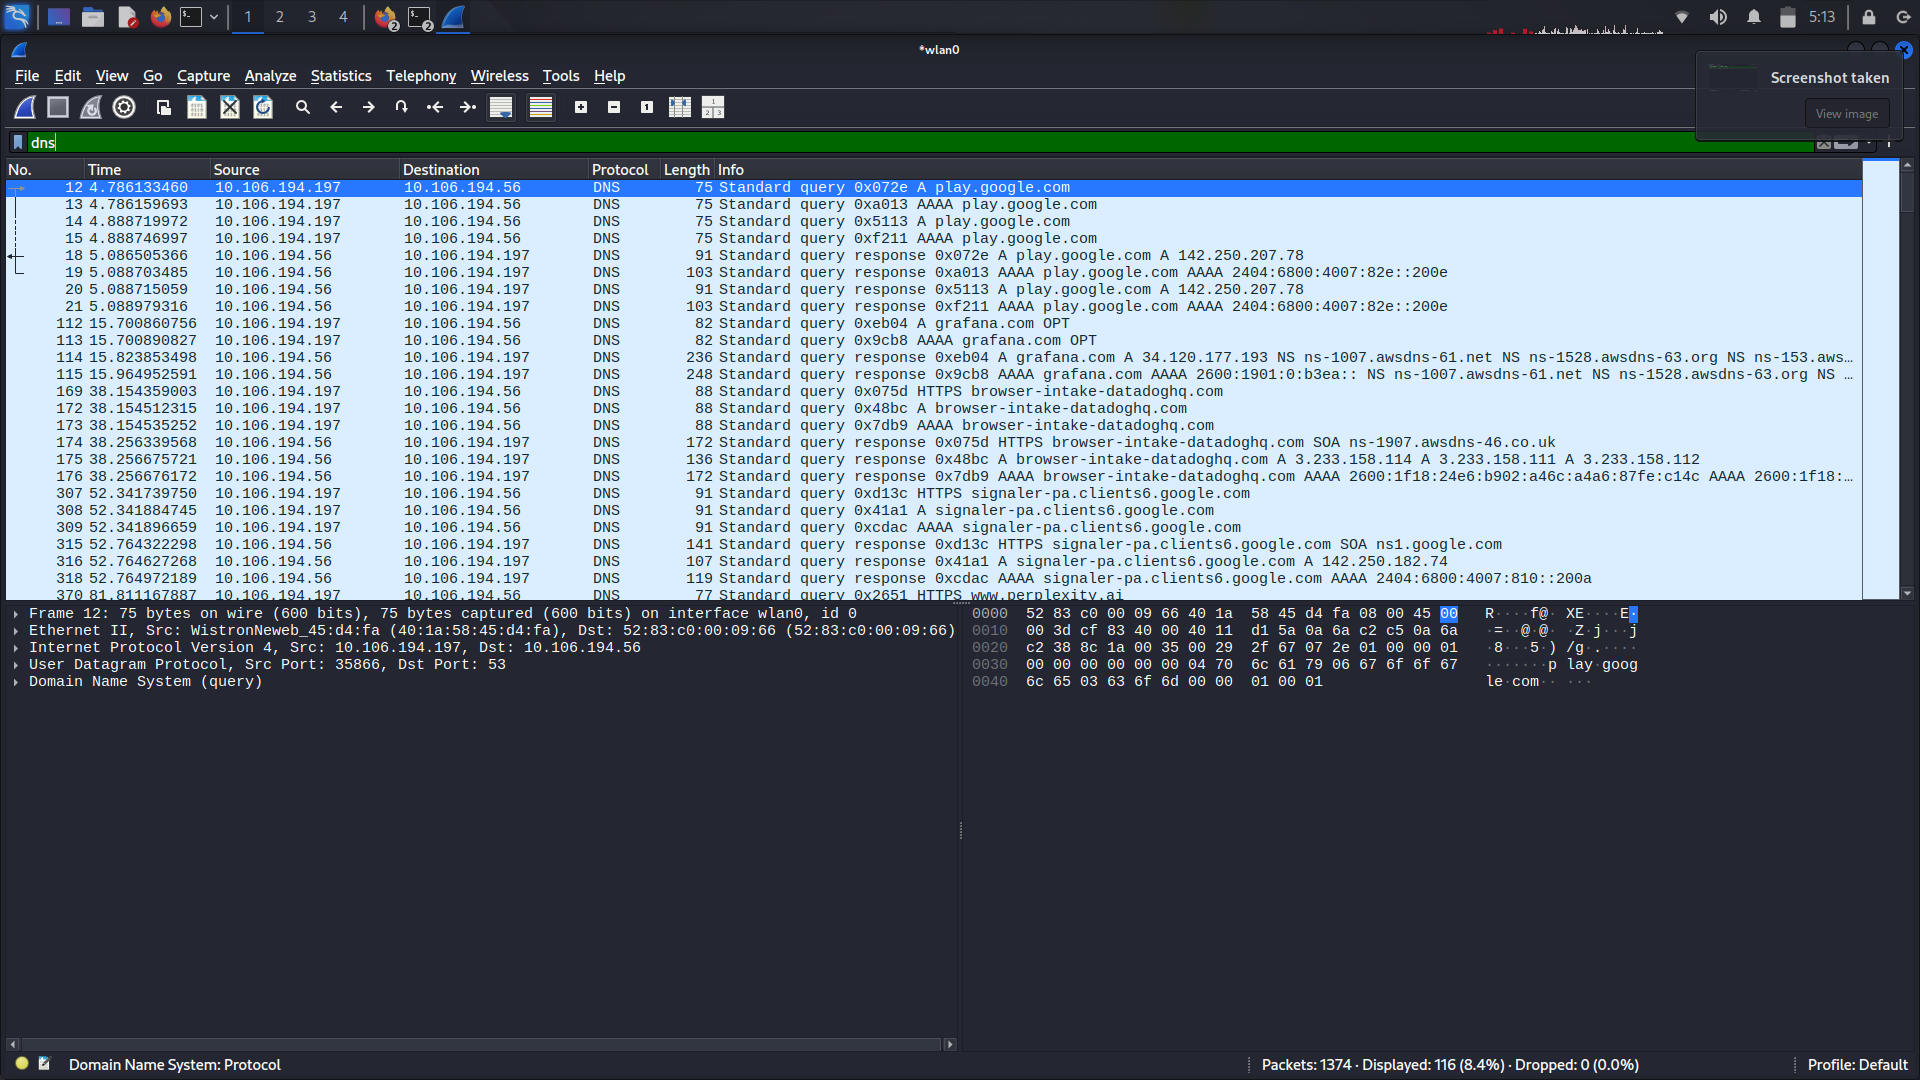 1 2 3 4 2 2 5:13
*wlan0
File Edit View Go Capture Analyze Statistics Telephony Wireless Tools Help
Screenshot taken
View image
dns
No. Time Source Destination Protocol Length Info
12 4.786133460 10.106.194.197 10.106.194.56 DNS 75 Standard query 0x072e A play.google.com
13 4.786159693 10.106.194.197 10.106.194.56 DNS 75 Standard query 0xa013 AAAA play.google.com
14 4.888719972 10.106.194.197 10.106.194.56 DNS 75 Standard query 0x5113 A play.google.com
15 4.888746997 10.106.194.197 10.106.194.56 DNS 75 Standard query 0xf211 AAAA play.google.com
18 5.086505366 10.106.194.56 10.106.194.197 DNS 91 Standard query response 0x072e A play.google.com A 142.250.207.78
19 5.088703485 10.106.194.56 10.106.194.197 DNS 103 Standard query response 0xa013 AAAA play.google.com AAAA 2404:6800:4007:82e::200e
20 5.088715059 10.106.194.56 10.106.194.197 DNS 91 Standard query response 0x5113 A play.google.com A 142.250.207.78
21 5.088979316 10.106.194.56 10.106.194.197 DNS 103 Standard query response 0xf211 AAAA play.google.com AAAA 2404:6800:4007:82e::200e
112 15.700860756 10.106.194.197 10.106.194.56 DNS 82 Standard query 0xeb04 A grafana.com OPT
113 15.700890827 10.106.194.197 10.106.194.56 DNS 82 Standard query 0x9cb8 AAAA grafana.com OPT
114 15.823853498 10.106.194.56 10.106.194.197 DNS 236 Standard query response 0xeb04 A grafana.com A 34.120.177.193 NS ns-1007.awsdns-61.net NS ns-1528.awsdns-63.org NS ns-153.aws…
115 15.964952591 10.106.194.56 10.106.194.197 DNS 248 Standard query response 0x9cb8 AAAA grafana.com AAAA 2600:1901:0:b3ea:: NS ns-1007.awsdns-61.net NS ns-1528.awsdns-63.org NS …
169 38.154359003 10.106.194.197 10.106.194.56 DNS 88 Standard query 0x075d HTTPS browser-intake-datadoghq.com
172 38.154512315 10.106.194.197 10.106.194.56 DNS 88 Standard query 0x48bc A browser-intake-datadoghq.com
173 38.154535252 10.106.194.197 10.106.194.56 DNS 88 Standard query 0x7db9 AAAA browser-intake-datadoghq.com
174 38.256339568 10.106.194.56 10.106.194.197 DNS 172 Standard query response 0x075d HTTPS browser-intake-datadoghq.com SOA ns-1907.awsdns-46.co.uk
175 38.256675721 10.106.194.56 10.106.194.197 DNS 136 Standard query response 0x48bc A browser-intake-datadoghq.com A 3.233.158.114 A 3.233.158.111 A 3.233.158.112
176 38.256676172 10.106.194.56 10.106.194.197 DNS 172 Standard query response 0x7db9 AAAA browser-intake-datadoghq.com AAAA 2600:1f18:24e6:b902:a46c:a4a6:87fe:c14c AAAA 2600:1f18:…
307 52.341739750 10.106.194.197 10.106.194.56 DNS 91 Standard query 0xd13c HTTPS signaler-pa.clients6.google.com
308 52.341884745 10.106.194.197 10.106.194.56 DNS 91 Standard query 0x41a1 A signaler-pa.clients6.google.com
309 52.341896659 10.106.194.197 10.106.194.56 DNS 91 Standard query 0xcdac AAAA signaler-pa.clients6.google.com
315 52.764322298 10.106.194.56 10.106.194.197 DNS 141 Standard query response 0xd13c HTTPS signaler-pa.clients6.google.com SOA ns1.google.com
316 52.764627268 10.106.194.56 10.106.194.197 DNS 107 Standard query response 0x41a1 A signaler-pa.clients6.google.com A 142.250.182.74
318 52.764972189 10.106.194.56 10.106.194.197 DNS 119 Standard query response 0xcdac AAAA signaler-pa.clients6.google.com AAAA 2404:6800:4007:810::200a
370 81.811167887 10.106.194.197 10.106.194.56 DNS 77 Standard query 0x2651 HTTPS www.perplexity.ai
Frame 12: 75 bytes on wire (600 bits), 75 bytes captured (600 bits) on interface wlan0, id 0
Ethernet II, Src: WistronNeweb_45:d4:fa (40:1a:58:45:d4:fa), Dst: 52:83:c0:00:09:66 (52:83:c0:00:09:66)
Internet Protocol Version 4, Src: 10.106.194.197, Dst: 10.106.194.56
User Datagram Protocol, Src Port: 35866, Dst Port: 53
Domain Name System (query)
0000 52 83 c0 00 09 66 40 1a 58 45 d4 fa 08 00 45 00 R····f@· XE····E·
0010 00 3d cf 83 40 00 40 11 d1 5a 0a 6a c2 c5 0a 6a ·=··@·@· ·Z·j···j
0020 c2 38 8c 1a 00 35 00 29 2f 67 07 2e 01 00 00 01 ·8···5·) /g·.····
0030 00 00 00 00 00 00 04 70 6c 61 79 06 67 6f 6f 67 ·······p lay·goog
0040 6c 65 03 63 6f 6d 00 00 01 00 01 le·com·· ···
Domain Name System: Protocol
Packets: 1374 · Displayed: 116 (8.4%) · Dropped: 0 (0.0%)
Profile: Default